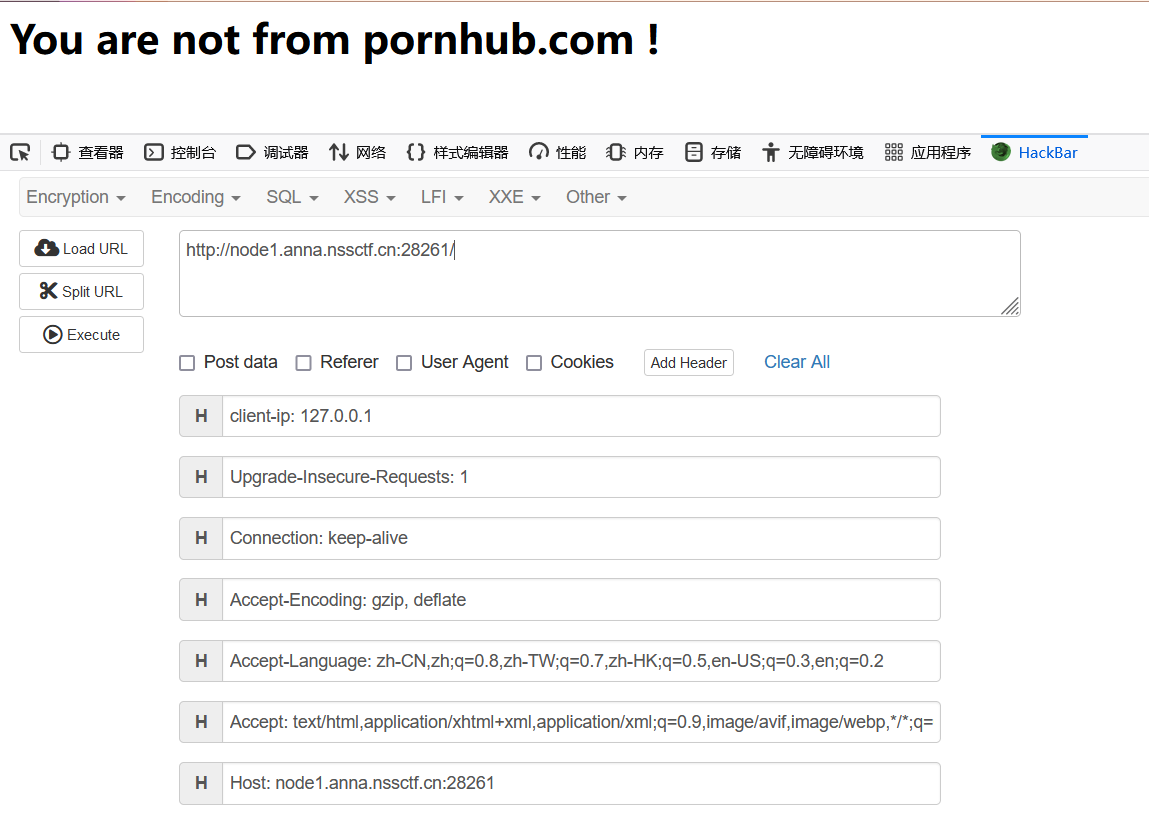 You are not from pornhub.com !
查看器 控制台 调试器 网络 样式编辑器 性能 内存 存储 无障碍环境 应用程序 HackBar
Encryption Encoding SQL XSS LFI XXE Other
Load URL
http://node1.anna.nssctf.cn:28261/
Split URL
Execute
Post data Referer User Agent Cookies Add Header Clear All
H client-ip: 127.0.0.1
H Upgrade-Insecure-Requests: 1
H Connection: keep-alive
H Accept-Encoding: gzip, deflate
H Accept-Language: zh-CN,zh;q=0.8,zh-TW;q=0.7,zh-HK;q=0.5,en-US;q=0.3,en;q=0.2
H Accept: text/html,application/xhtml+xml,application/xml;q=0.9,image/avif,image/webp,*/*;q=
H Host: node1.anna.nssctf.cn:28261